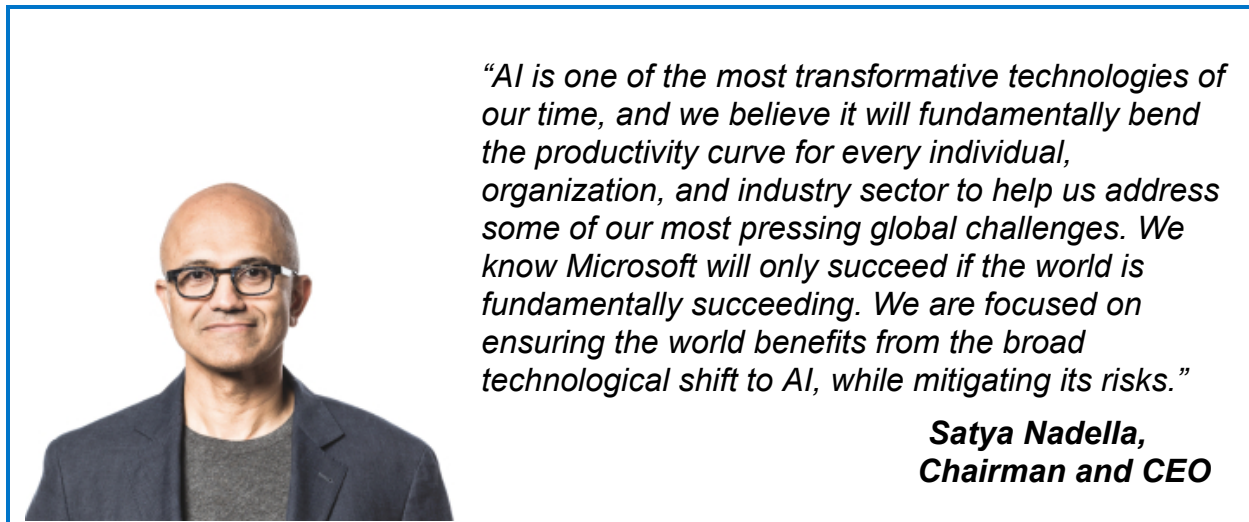 “AI is one of the most transformative technologies of
our time, and we believe it will fundamentally bend
the productivity curve for every individual,
organization, and industry sector to help us address
some of our most pressing global challenges. We
know Microsoft will only succeed if the world is
fundamentally succeeding. We are focused on
ensuring the world benefits from the broad
technological shift to AI, while mitigating its risks.”
Satya Nadella,
Chairman and CEO